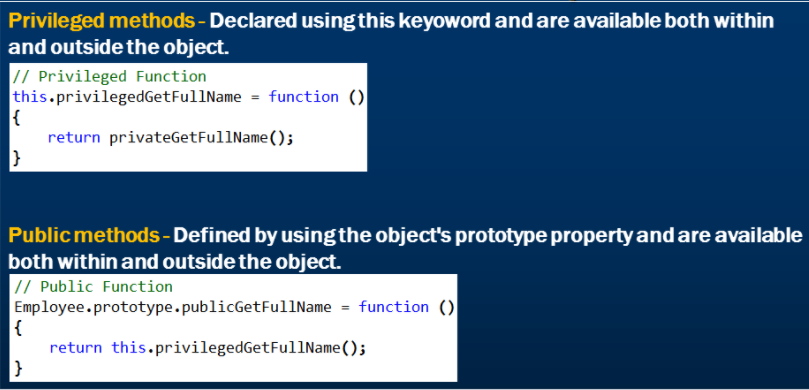 Privileged methods - Declared using this keyoword and are available both within
and outside the object.
// Privileged Function
this.privilegedGetFullName = function ()
{
    return privateGetFullName();
}
Public methods - Defined by using the object's prototype property and are available
both within and outside the object.
// Public Function
Employee.prototype.publicGetFullName = function ()
{
    return this.privilegedGetFullName();
}